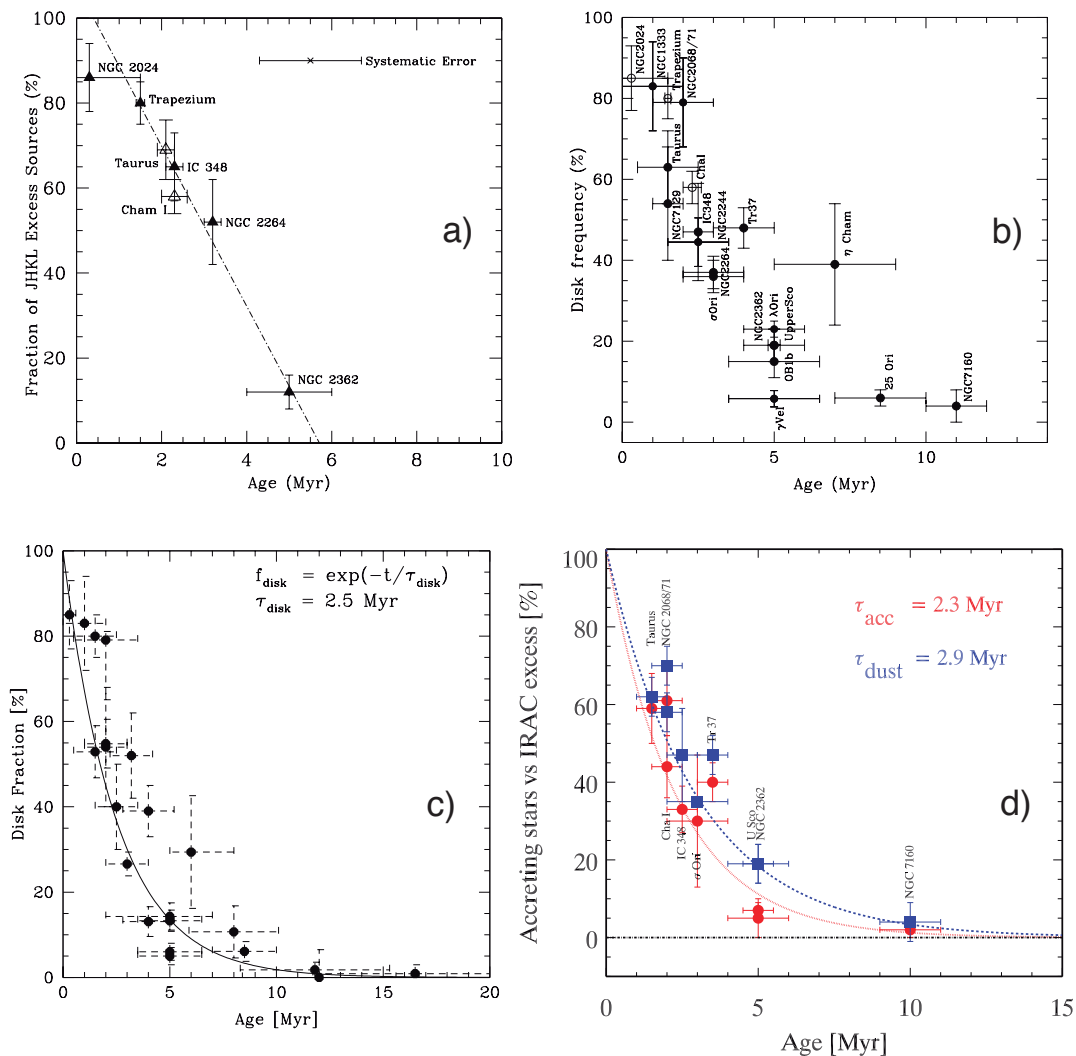 a)
Fraction of JHKL Excess Sources (%)
100
80
60
40
20
0
NGC 2024
Systematic Error
Trapezium
Taurus
IC 348
Cham I
NGC 2264
NGC 2362
0 2 4 6 8 10
Age (Myr)
b)
Disk frequency (%)
100
80
60
40
20
0
NGC2024
NGC1333
Trapezium
NGC2068/71
Taurus
ChaI
NGC7129
IC348
NGC2244
Tr37
σOri
NGC2264
η Cham
NGC2362
λOri
UpperSco
OB1b
γVel
25 Ori
NGC7160
0 5 10
Age (Myr)
c)
Disk Fraction [%]
100
80
60
40
20
0
f_disk = exp(−t/τ_disk)
τ_disk = 2.5 Myr
0 5 10 15 20
Age [Myr]
d)
Accreting stars vs IRAC excess [%]
100
80
60
40
20
0
τ_acc = 2.3 Myr
τ_dust = 2.9 Myr
Taurus
NGC 2068/71
Tr 37
Cha I
IC 348
σ Ori
U Sco
NGC 2362
NGC 7160
0 5 10 15
Age [Myr]